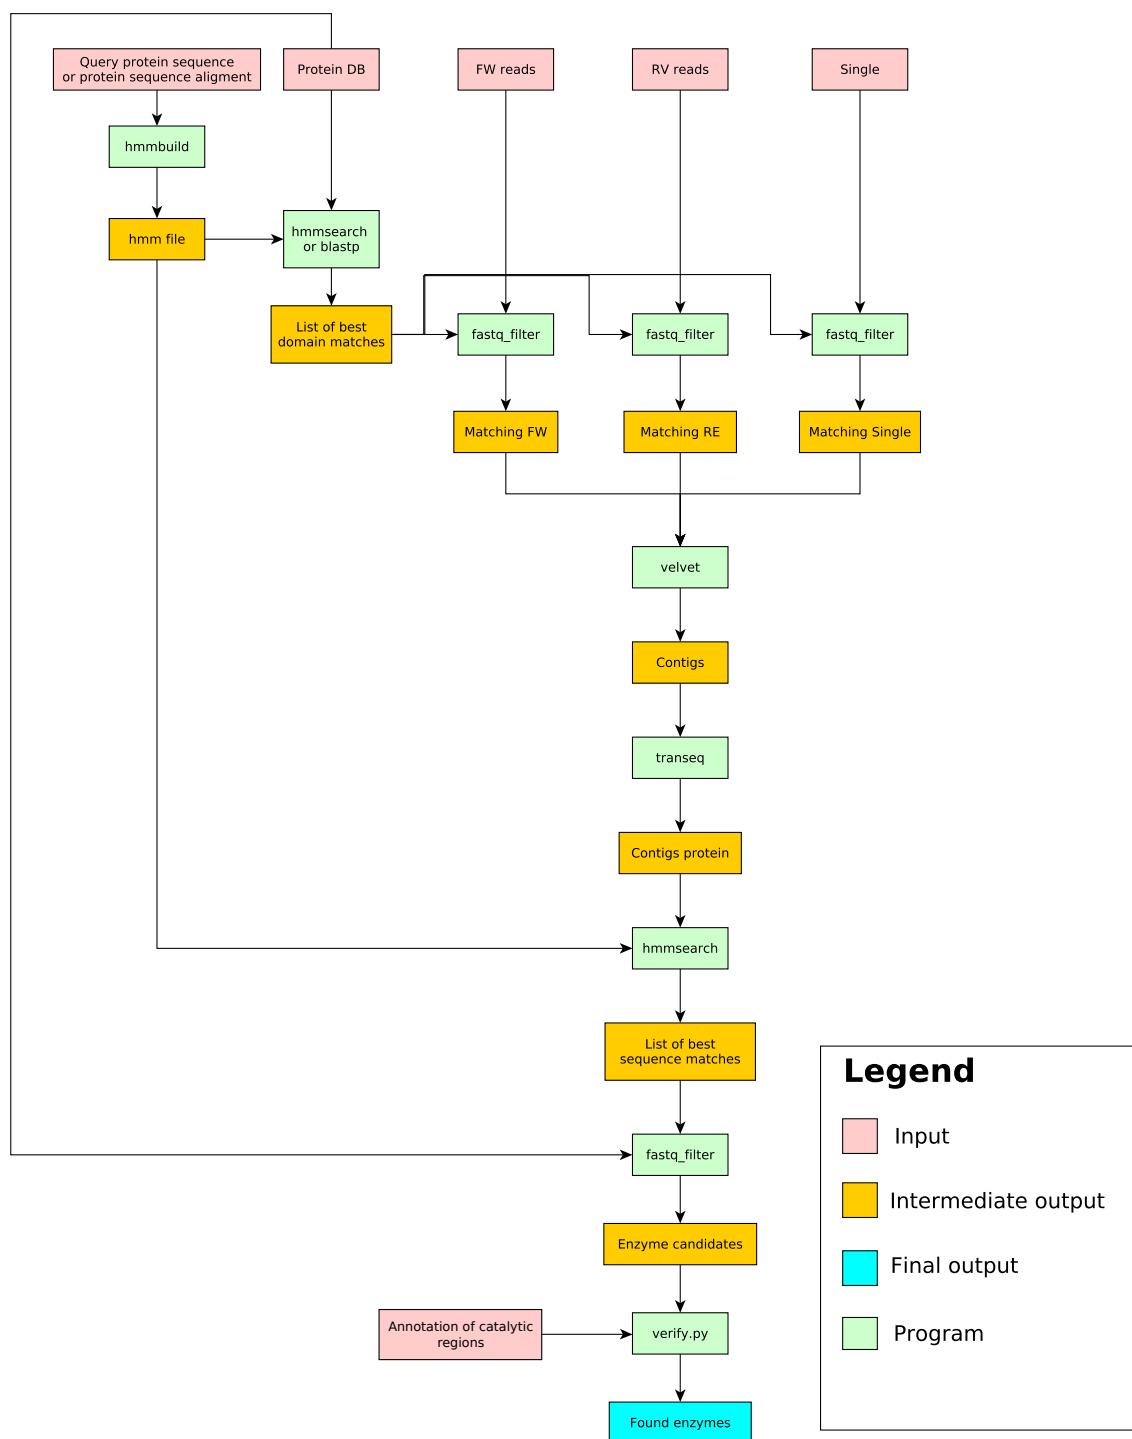 Query protein sequence
or protein sequence aligment
Protein DB
FW reads
RV reads
Single
hmmbuild
hmm file
hmmsearch
or blastp
List of best
domain matches
fastq_filter
fastq_filter
fastq_filter
Matching FW
Matching RE
Matching Single
velvet
Contigs
transeq
Contigs protein
hmmsearch
List of best
sequence matches
fastq_filter
Enzyme candidates
Annotation of catalytic
regions
verify.py
Found enzymes
Legend
Input
Intermediate output
Final output
Program